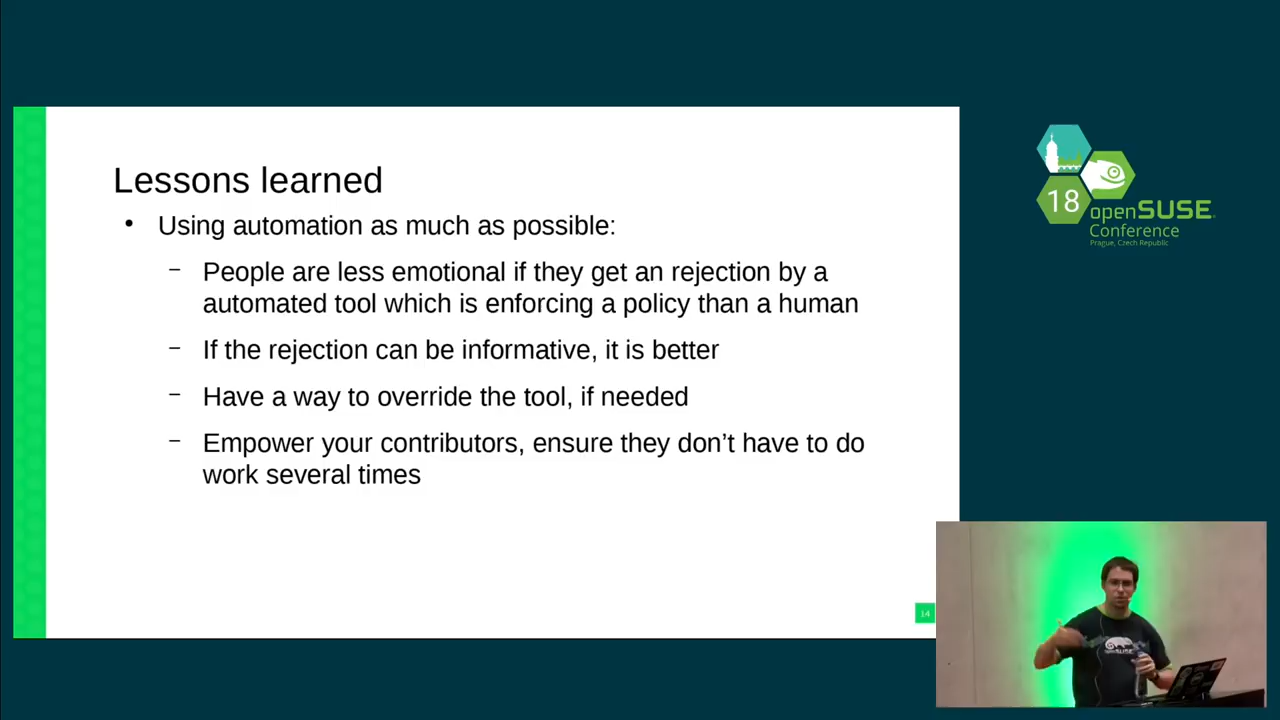 Lessons learned
• Using automation as much as possible:
– People are less emotional if they get an rejection by a
automated tool which is enforcing a policy than a human
– If the rejection can be informative, it is better
– Have a way to override the tool, if needed
– Empower your contributors, ensure they don’t have to do
work several times
14
18
openSUSE
Conference
Prague, Czech Republic
openSUSE